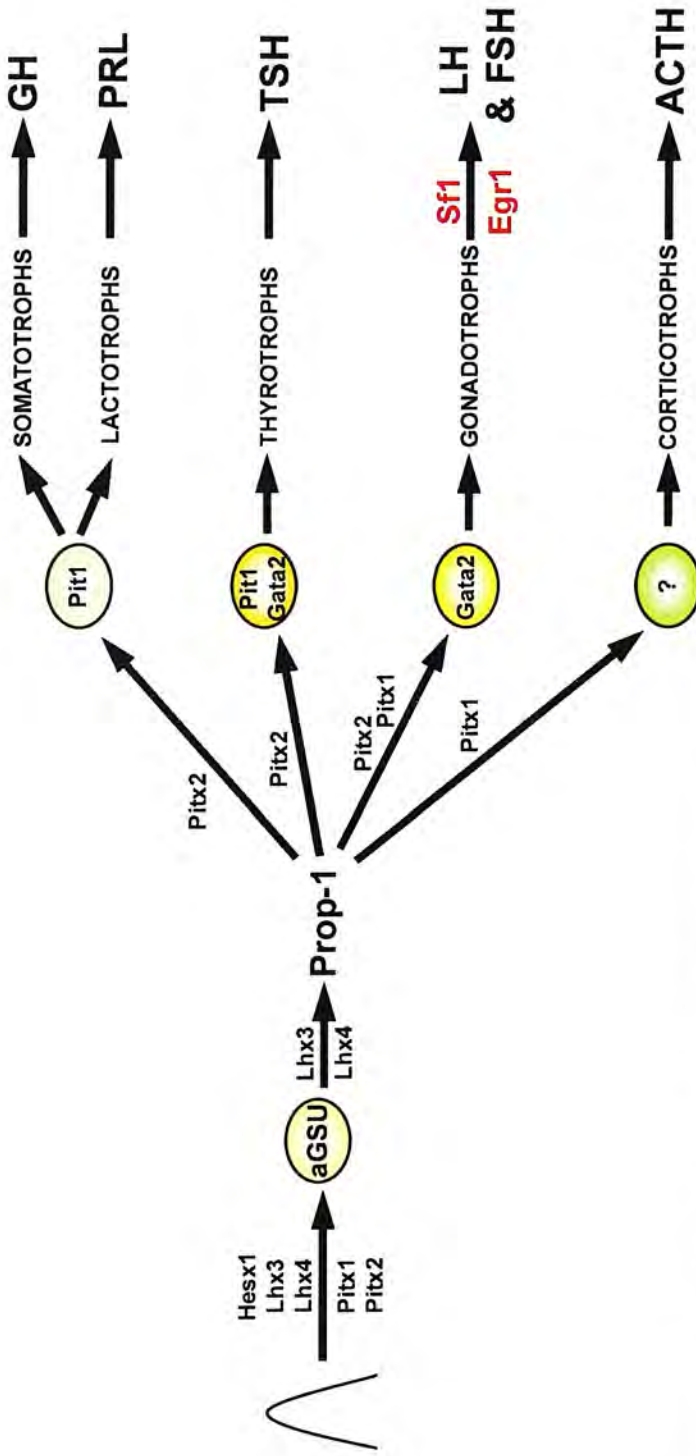 Hesx1
Lhx3
Lhx4
Pitx1
Pitx2
aGSU
Lhx3
Lhx4
Prop-1
Pitx2
Pit1
SOMATOTROPHS
GH
LACTOTROPHS
PRL
Pitx2
Pit1
Gata2
THYROTROPHS
TSH
Pitx2
Pitx1
Gata2
GONADOTROPHS
Sf1
Egr1
LH
& FSH
Pitx1
?
CORTICOTROPHS
ACTH